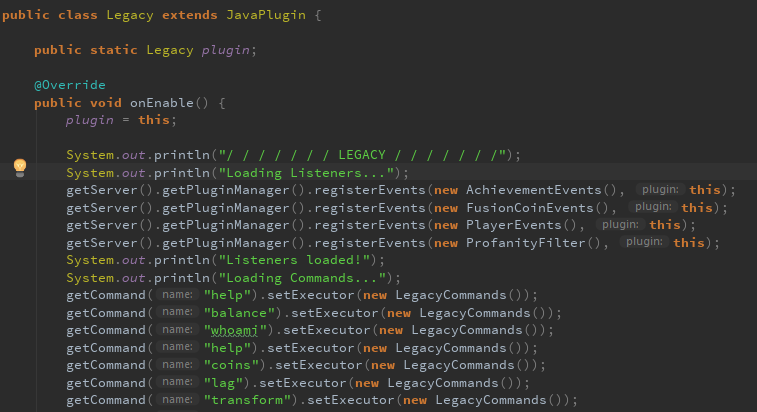 public class Legacy extends JavaPlugin {
public static Legacy plugin;
@Override
public void onEnable() {
plugin = this;
System.out.println("/ / / / / / / LEGACY / / / / / / /");
System.out.println("Loading Listeners...");
getServer().getPluginManager().registerEvents(new AchievementEvents(), plugin: this);
getServer().getPluginManager().registerEvents(new FusionCoinEvents(), plugin: this);
getServer().getPluginManager().registerEvents(new PlayerEvents(), plugin: this);
getServer().getPluginManager().registerEvents(new ProfanityFilter(), plugin: this);
System.out.println("Listeners loaded!");
System.out.println("Loading Commands...");
getCommand( name: "help").setExecutor(new LegacyCommands());
getCommand( name: "balance").setExecutor(new LegacyCommands());
getCommand( name: "whoami").setExecutor(new LegacyCommands());
getCommand( name: "help").setExecutor(new LegacyCommands());
getCommand( name: "coins").setExecutor(new LegacyCommands());
getCommand( name: "lag").setExecutor(new LegacyCommands());
getCommand( name: "transform").setExecutor(new LegacyCommands());